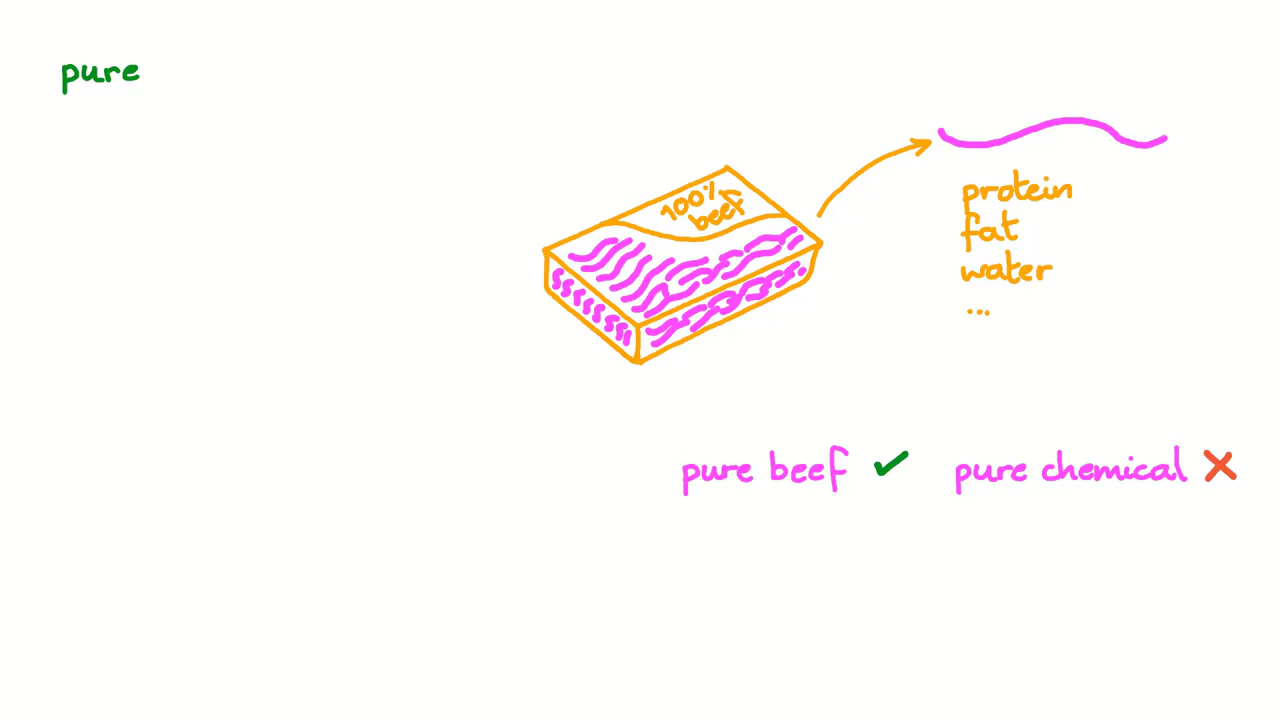 pure
100%
beef
protein
fat
water
...
pure beef ✔ pure chemical ✗